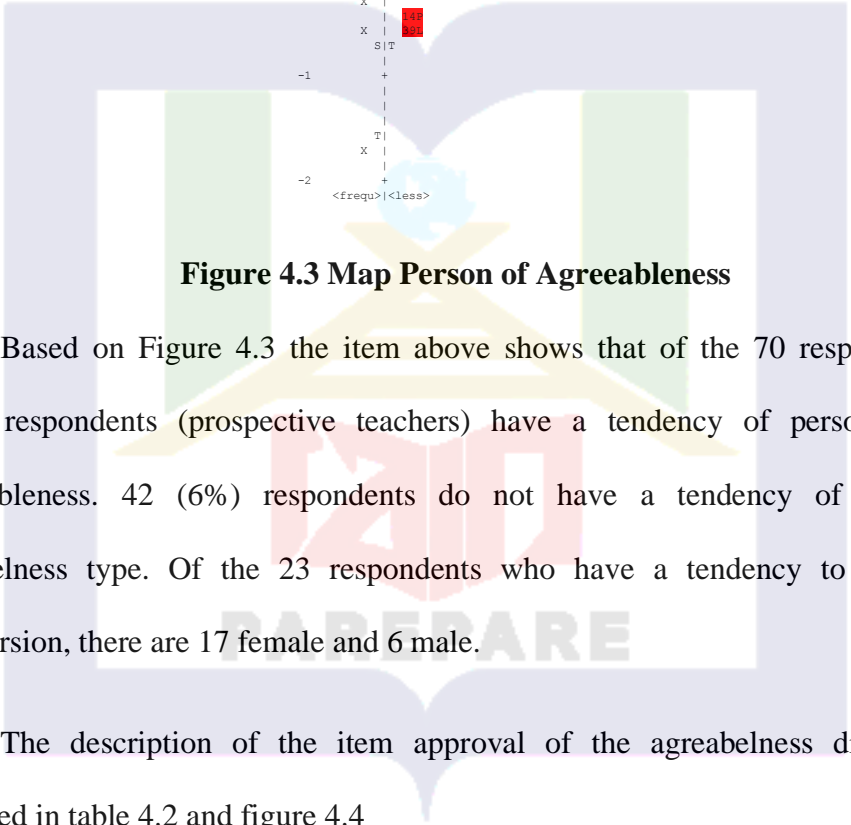 X |
| 14P
X | 39L
S|T
|
-1 +
|
|
|
T|
X |
|
-2 +
<frequ>|<less>
Figure 4.3 Map Person of Agreeableness
Based on Figure 4.3 the item above shows that of the 70 resp
respondents (prospective teachers) have a tendency of perso
bleness. 42 (6%) respondents do not have a tendency of
elness type. Of the 23 respondents who have a tendency to
rsion, there are 17 female and 6 male.
PAREPARE
The description of the item approval of the agreabelness di
ed in table 4.2 and figure 4.4